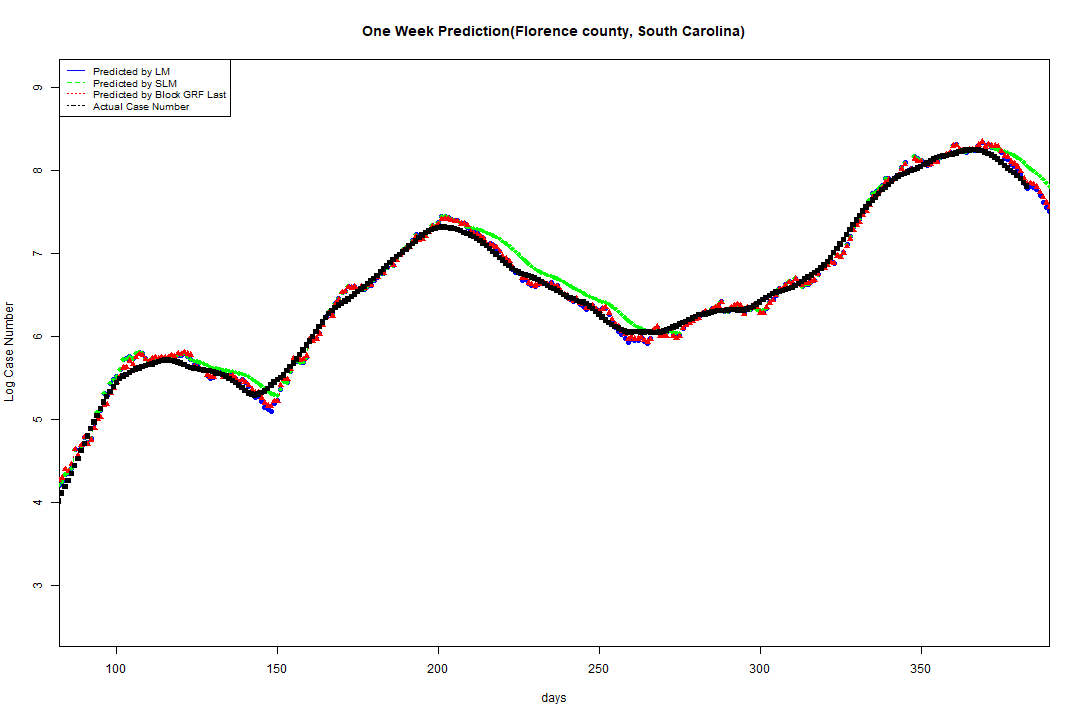 One Week Prediction(Florence county, South Carolina)
Predicted by LM
Predicted by SLM
Predicted by Block GRF Last
Actual Case Number
9
8
7
6
5
4
3
Log Case Number
100 150 200 250 300 350
days